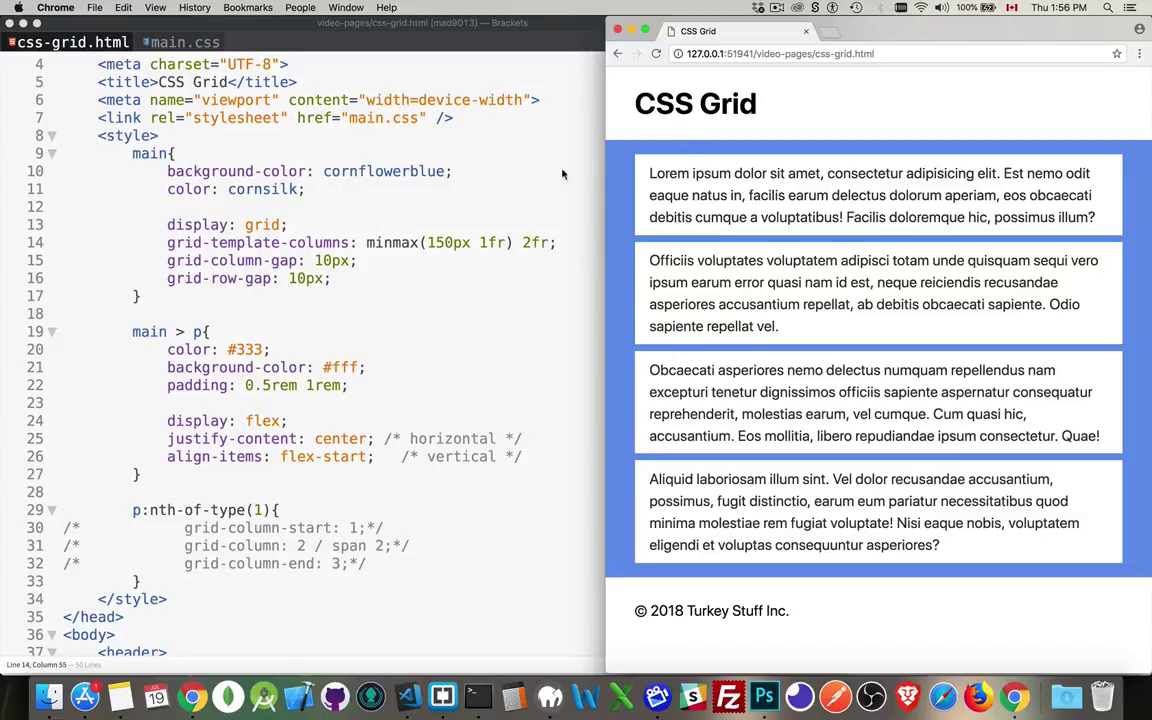 Chrome File Edit View History Bookmarks People Window Help 100% Thu 1:56 PM
video-pages/css-grid.html (mad9013) — Brackets
css-grid.html main.css
4 <meta charset="UTF-8">
5 <title>CSS Grid</title>
6 <meta name="viewport" content="width=device-width">
7 <link rel="stylesheet" href="main.css" />
8 <style>
9 main{
10 background-color: cornflowerblue;
11 color: cornsilk;
12
13 display: grid;
14 grid-template-columns: minmax(150px 1fr) 2fr;
15 grid-column-gap: 10px;
16 grid-row-gap: 10px;
17 }
18
19 main > p{
20 color: #333;
21 background-color: #fff;
22 padding: 0.5rem 1rem;
23
24 display: flex;
25 justify-content: center; /* horizontal */
26 align-items: flex-start; /* vertical */
27 }
28
29 p:nth-of-type(1){
30 /* grid-column-start: 1;*/
31 /* grid-column: 2 / span 2;*/
32 /* grid-column-end: 3;*/
33 }
34 </style>
35 </head>
36 <body>
37 <header>
Line 14, Column 55 — 50 Lines
CSS Grid
127.0.0.1:51941/video-pages/css-grid.html
CSS Grid
Lorem ipsum dolor sit amet, consectetur adipisicing elit. Est nemo odit
eaque natus in, facilis earum delectus dolorum aperiam, eos obcaecati
debitis cumque a voluptatibus! Facilis doloremque hic, possimus illum?
Officiis voluptates voluptatem adipisci totam unde quisquam sequi vero
ipsum earum error quasi nam id est, neque reiciendis recusandae
asperiores accusantium repellat, ab debitis obcaecati sapiente. Odio
sapiente repellat vel.
Obcaecati asperiores nemo delectus numquam repellendus nam
excepturi tenetur dignissimos officiis sapiente aspernatur consequatur
reprehenderit, molestias earum, vel cumque. Cum quasi hic,
accusantium. Eos mollitia, libero repudiandae ipsum consectetur. Quae!
Aliquid laboriosam illum sint. Vel dolor recusandae accusantium,
possimus, fugit distinctio, earum eum pariatur necessitatibus quod
minima molestiae rem fugiat voluptate! Nisi eaque nobis, voluptatem
eligendi et voluptas consequuntur asperiores?
© 2018 Turkey Stuff Inc.
JUL
19
Ps